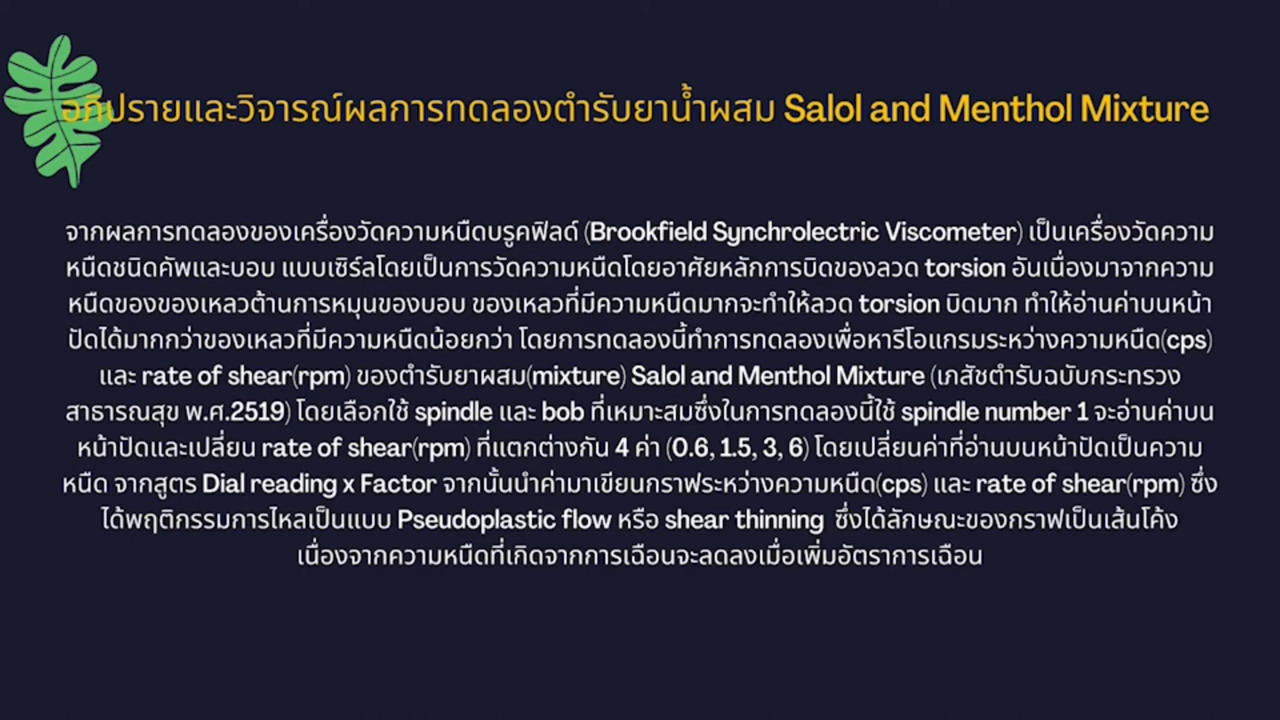 อภิปรายและวิจารณ์ผลการทดลองตำรับยาน้ำผสม Salol and Menthol Mixture
จากผลการทดลองของเครื่องวัดความหนืดบรูคฟิลด์ (Brookfield Synchrolectric Viscometer) เป็นเครื่องวัดความ
หนืดชนิดคัพและบอบ แบบเซิร์ลโดยเป็นการวัดความหนืดโดยอาศัยหลักการบิดของลวด torsion อันเนื่องมาจากความ
หนืดของของเหลวต้านการหมุนของบอบ ของเหลวที่มีความหนืดมากจะทำให้ลวด torsion บิดมาก ทำให้อ่านค่าบนหน้า
ปัดได้มากกว่าของเหลวที่มีความหนืดน้อยกว่า โดยการทดลองนี้ทำการทดลองเพื่อหารีโอแกรมระหว่างความหนืด(cps)
และ rate of shear(rpm) ของตำรับยาผสม(mixture) Salol and Menthol Mixture (เภสัชตำรับฉบับกระทรวง
สาธารณสุข พ.ศ.2519) โดยเลือกใช้ spindle และ bob ที่เหมาะสมซึ่งในการทดลองนี้ใช้ spindle number 1 จะอ่านค่าบน
หน้าปัดและเปลี่ยน rate of shear(rpm) ที่แตกต่างกัน 4 ค่า (0.6, 1.5, 3, 6) โดยเปลี่ยนค่าที่อ่านบนหน้าปัดเป็นความ
หนืด จากสูตร Dial reading x Factor จากนั้นนำค่ามาเขียนกราฟระหว่างความหนืด(cps) และ rate of shear(rpm) ซึ่ง
ได้พฤติกรรมการไหลเป็นแบบ Pseudoplastic flow หรือ shear thinning ซึ่งได้ลักษณะของกราฟเป็นเส้นโค้ง
เนื่องจากความหนืดที่เกิดจากการเฉือนจะลดลงเมื่อเพิ่มอัตราการเฉือน